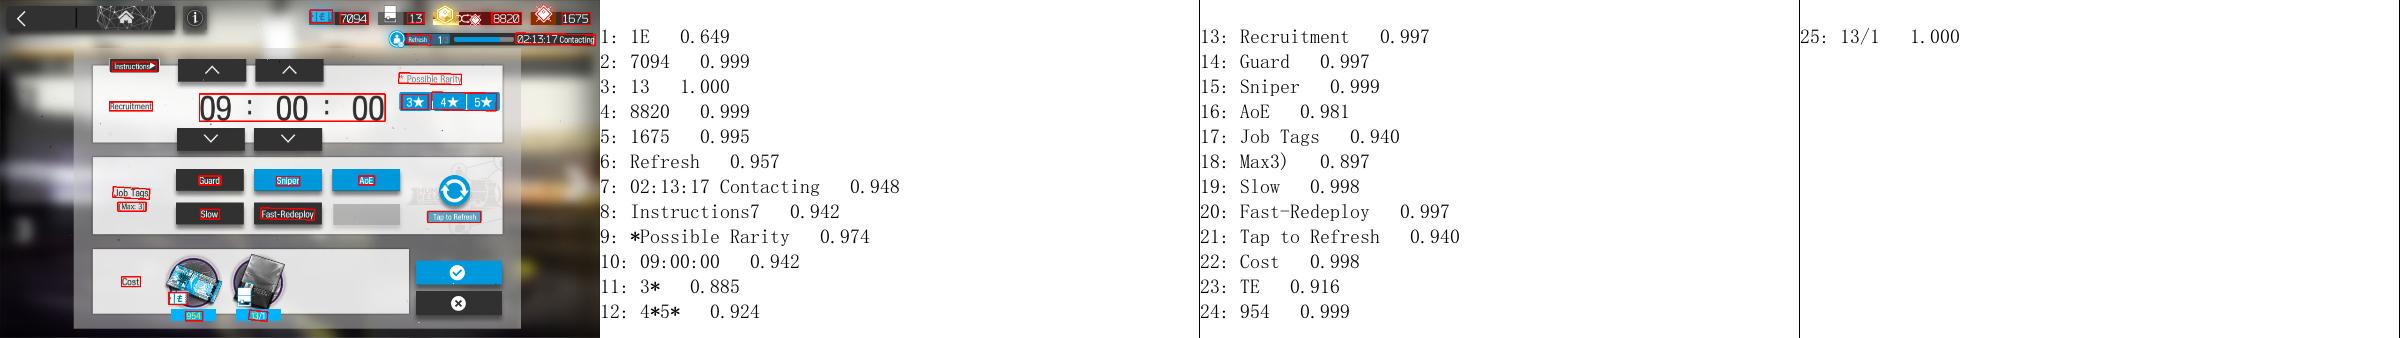 7094 13 8820 1675
Refresh 1/3 02:13:17 Contacting
Instructions▶
* Possible Rarity
Recruitment 09 : 00 : 00 3★ 4★ 5★
Guard Sniper AoE
Job Tags
(Max: 3)
Slow Fast-Redeploy Tap to Refresh
Cost
954 13/1
1: 1E 0.649
2: 7094 0.999
3: 13 1.000
4: 8820 0.999
5: 1675 0.995
6: Refresh 0.957
7: 02:13:17 Contacting 0.948
8: Instructions7 0.942
9: *Possible Rarity 0.974
10: 09:00:00 0.942
11: 3* 0.885
12: 4*5* 0.924
13: Recruitment 0.997
14: Guard 0.997
15: Sniper 0.999
16: AoE 0.981
17: Job Tags 0.940
18: Max3) 0.897
19: Slow 0.998
20: Fast-Redeploy 0.997
21: Tap to Refresh 0.940
22: Cost 0.998
23: TE 0.916
24: 954 0.999
25: 13/1 1.000